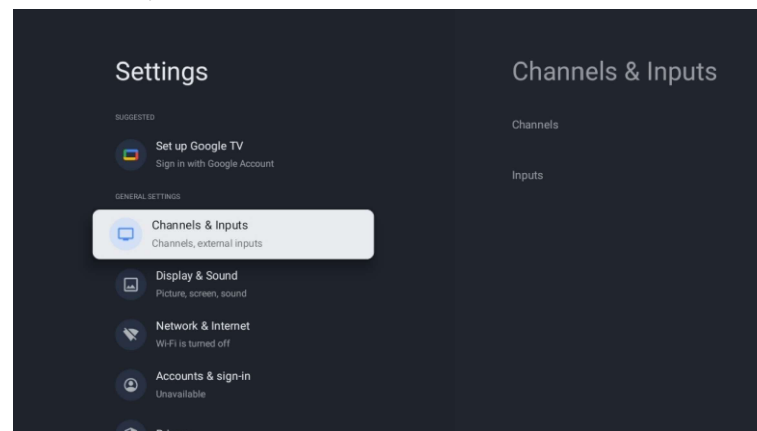 Settings
SUGGESTED
Set up Google TV
Sign in with Google Account
GENERAL SETTINGS
Channels & Inputs
Channels, external inputs
Display & Sound
Picture, screen, sound
Network & Internet
Wi-Fi is turned off
Accounts & sign-in
Unavailable
Channels & Inputs
Channels
Inputs